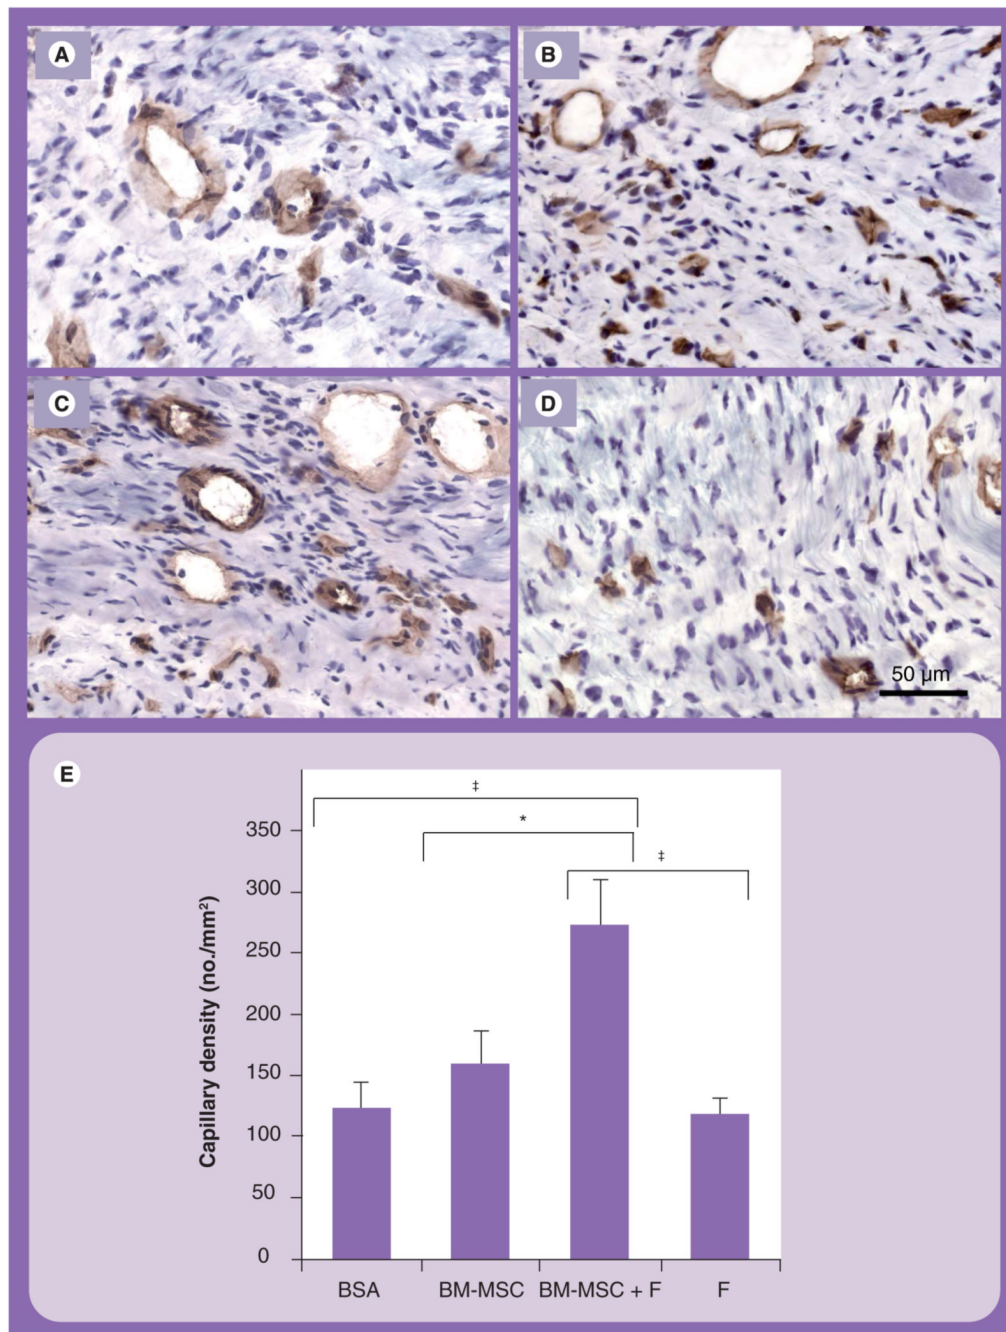 A
B
C
D
50 µm
E
‡
*
‡
350
300
250
200
150
100
50
0
Capillary density (no./mm²)
BSA BM-MSC BM-MSC + F F